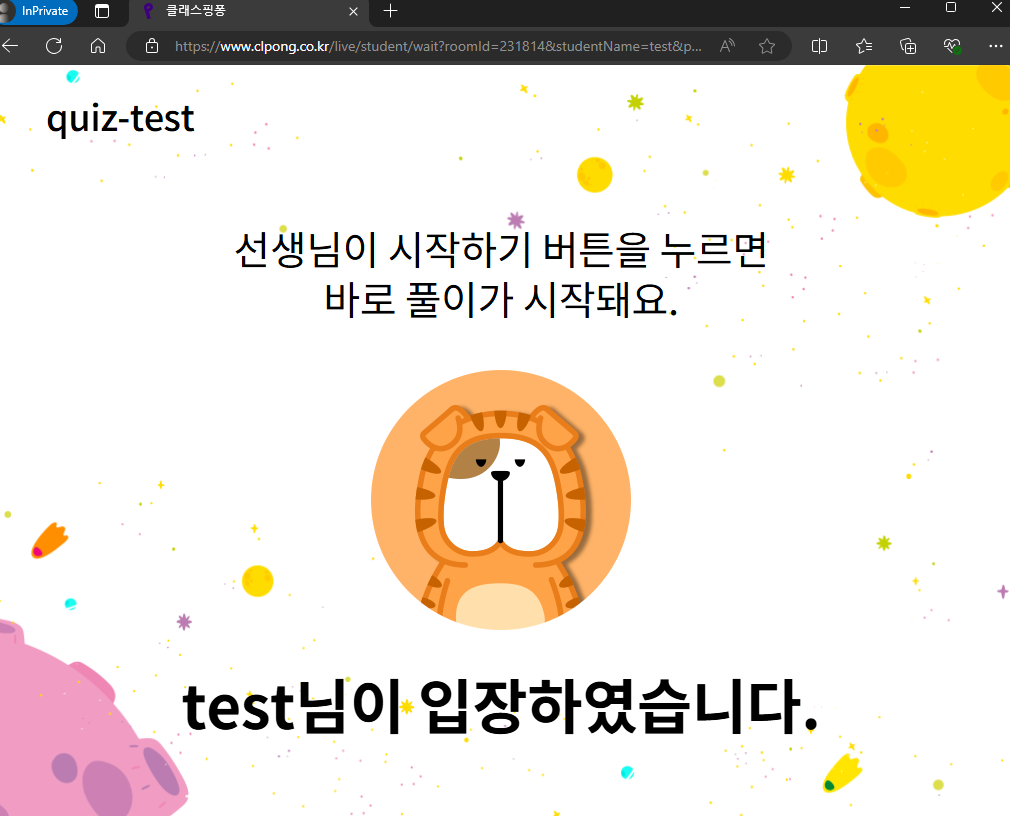 InPrivate
클래스핑퐁
https://www.clpong.co.kr/live/student/wait?roomId=231814&studentName=test&p...
quiz-test
선생님이 시작하기 버튼을 누르면
바로 풀이가 시작돼요.
test님이 입장하였습니다.